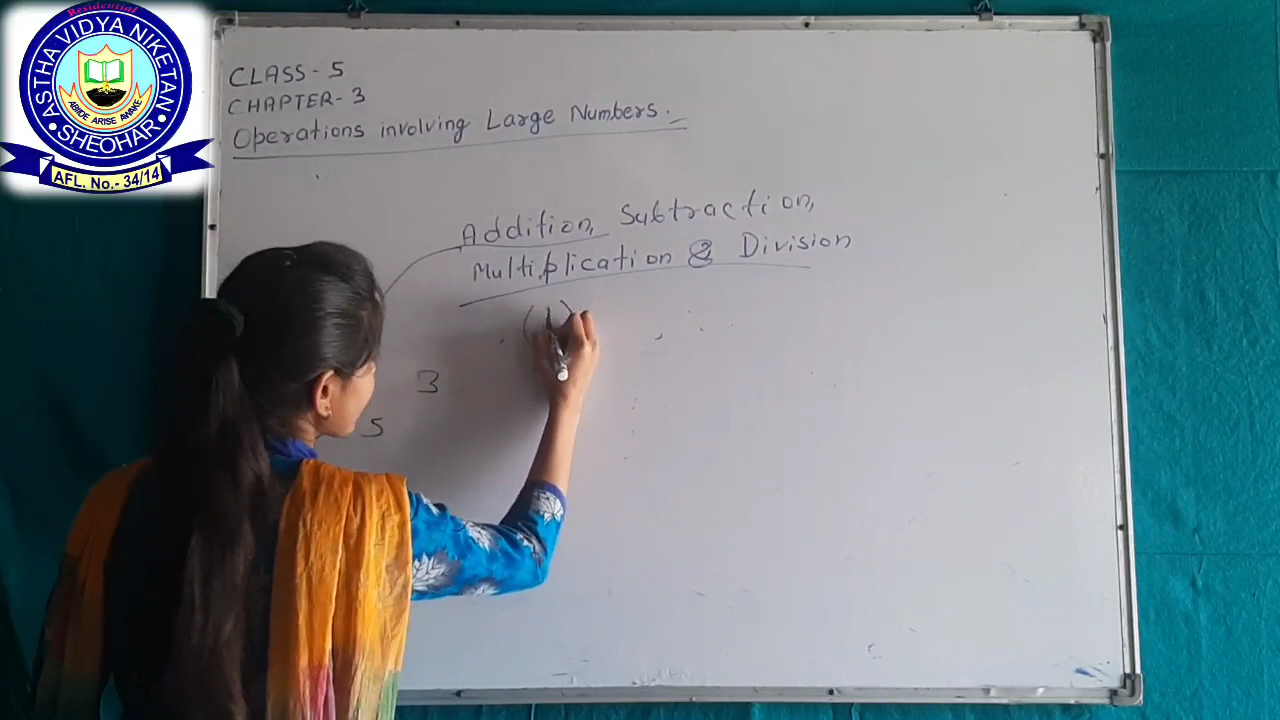 Residential
ASTHA VIDYA NIKETAN
ABIDE ARISE AWAKE
SHEOHAR
AFL. No.- 34/14
CLASS - 5
CHAPTER - 3
Operations involving Large Numbers.
Addition, Subtraction,
Multiplication & Division
(1)
3
5